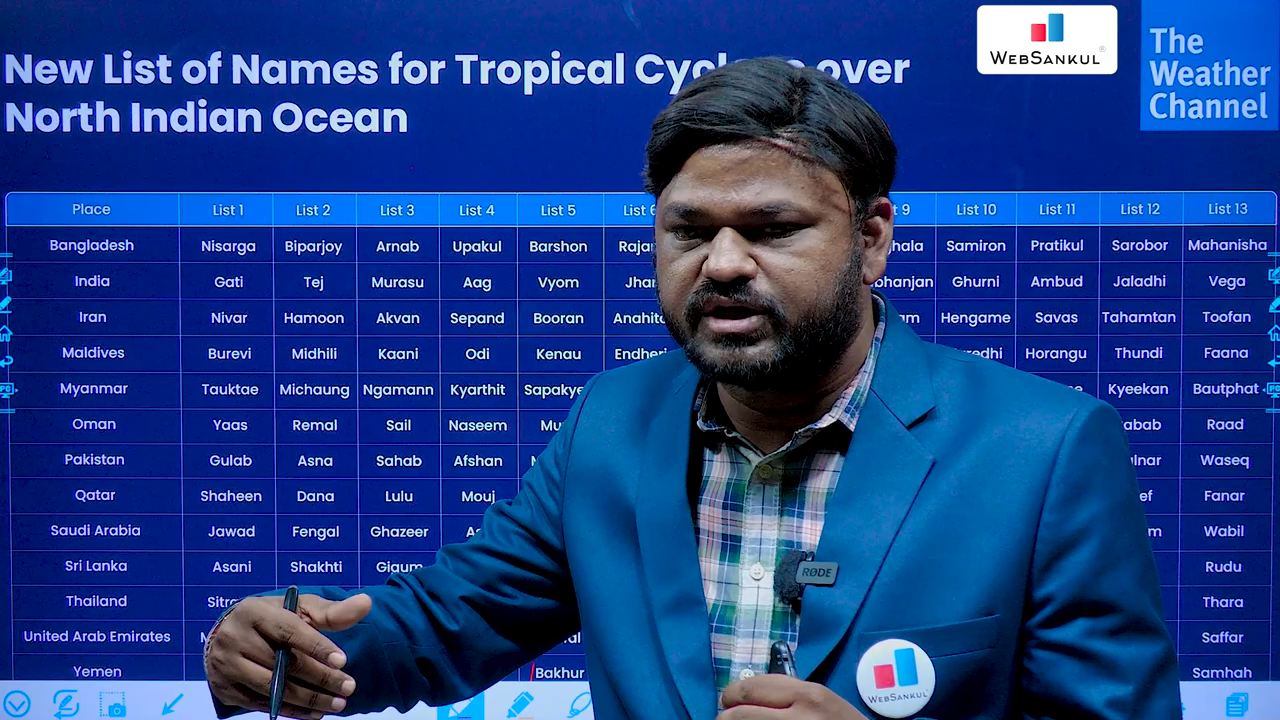 New List of Names for Tropical over
North Indian Ocean
WEBSANKUL®
The
Weather
Channel
Place List 1 List 2 List 3 List 4 List 5 List 6 9 List 10 List 11 List 12 List 13
Bangladesh Nisarga Biparjoy Arnab Upakul Barshon Samiron Pratikul Sarobor Mahanisha
India Gati Tej Murasu Aag Vyom Ghurni Ambud Jaladhi Vega
Iran Nivar Hamoon Akvan Sepand Booran Hengame Savas Tahamtan Toofan
Maldives Burevi Midhili Kaani Odi Kenau Horangu Thundi Faana
Myanmar Tauktae Michaung Ngamann Kyarthit Kyeekan Bautphat
Oman Yaas Remal Sail Naseem Raad
Pakistan Gulab Asna Sahab Afshan Waseq
Qatar Shaheen Dana Lulu Mouj Fanar
Saudi Arabia Jawad Fengal Ghazeer Wabil
Sri Lanka Asani Shakthi Gigum Rudu
Thailand Thara
United Arab Emirates Saffar
Yemen Bakhur Samhah
RØDE
WEBSANKUL